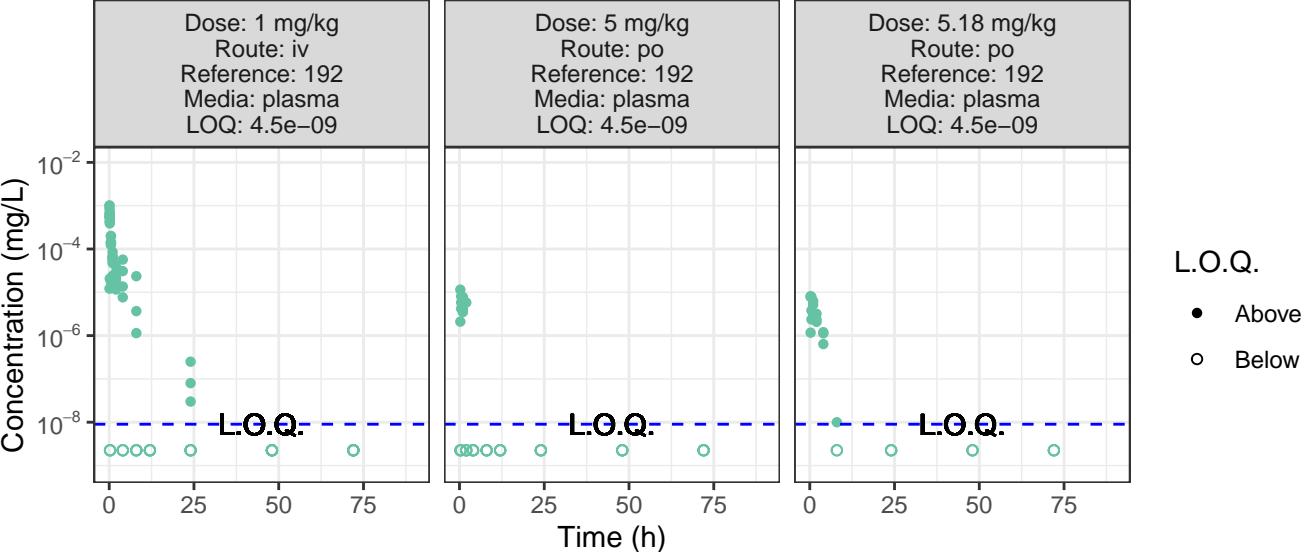 Dose: 1 mg/kg
Route: iv
Reference: 192
Media: plasma
LOQ: 4.5e−09
Dose: 5 mg/kg
Route: po
Reference: 192
Media: plasma
LOQ: 4.5e−09
Dose: 5.18 mg/kg
Route: po
Reference: 192
Media: plasma
LOQ: 4.5e−09
Concentration (mg/L)
10⁻²
10⁻⁴
10⁻⁶
10⁻⁸
L.O.Q.
L.O.Q.
L.O.Q.
0 25 50 75
0 25 50 75
0 25 50 75
Time (h)
L.O.Q.
Above
Below